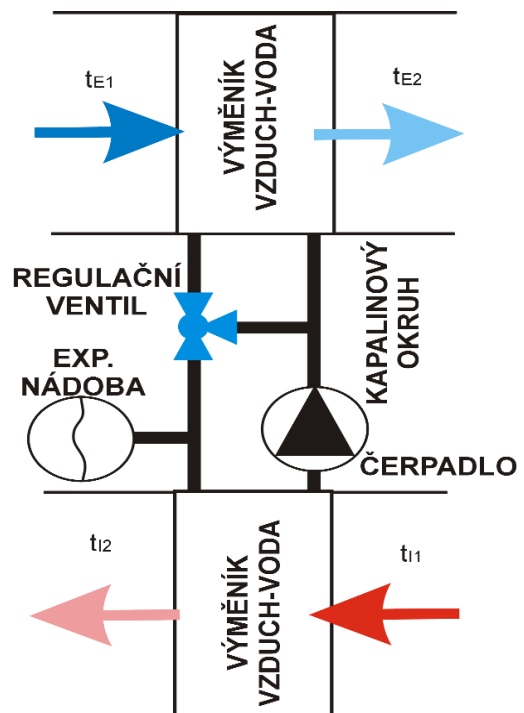 tE1
VÝMĚNÍK
VZDUCH-VODA
tE2
REGULAČNÍ
VENTIL
KAPALINOVÝ
OKRUH
EXP.
NÁDOBA
ČERPADLO
tI2
VÝMĚNÍK
VZDUCH-VODA
tI1